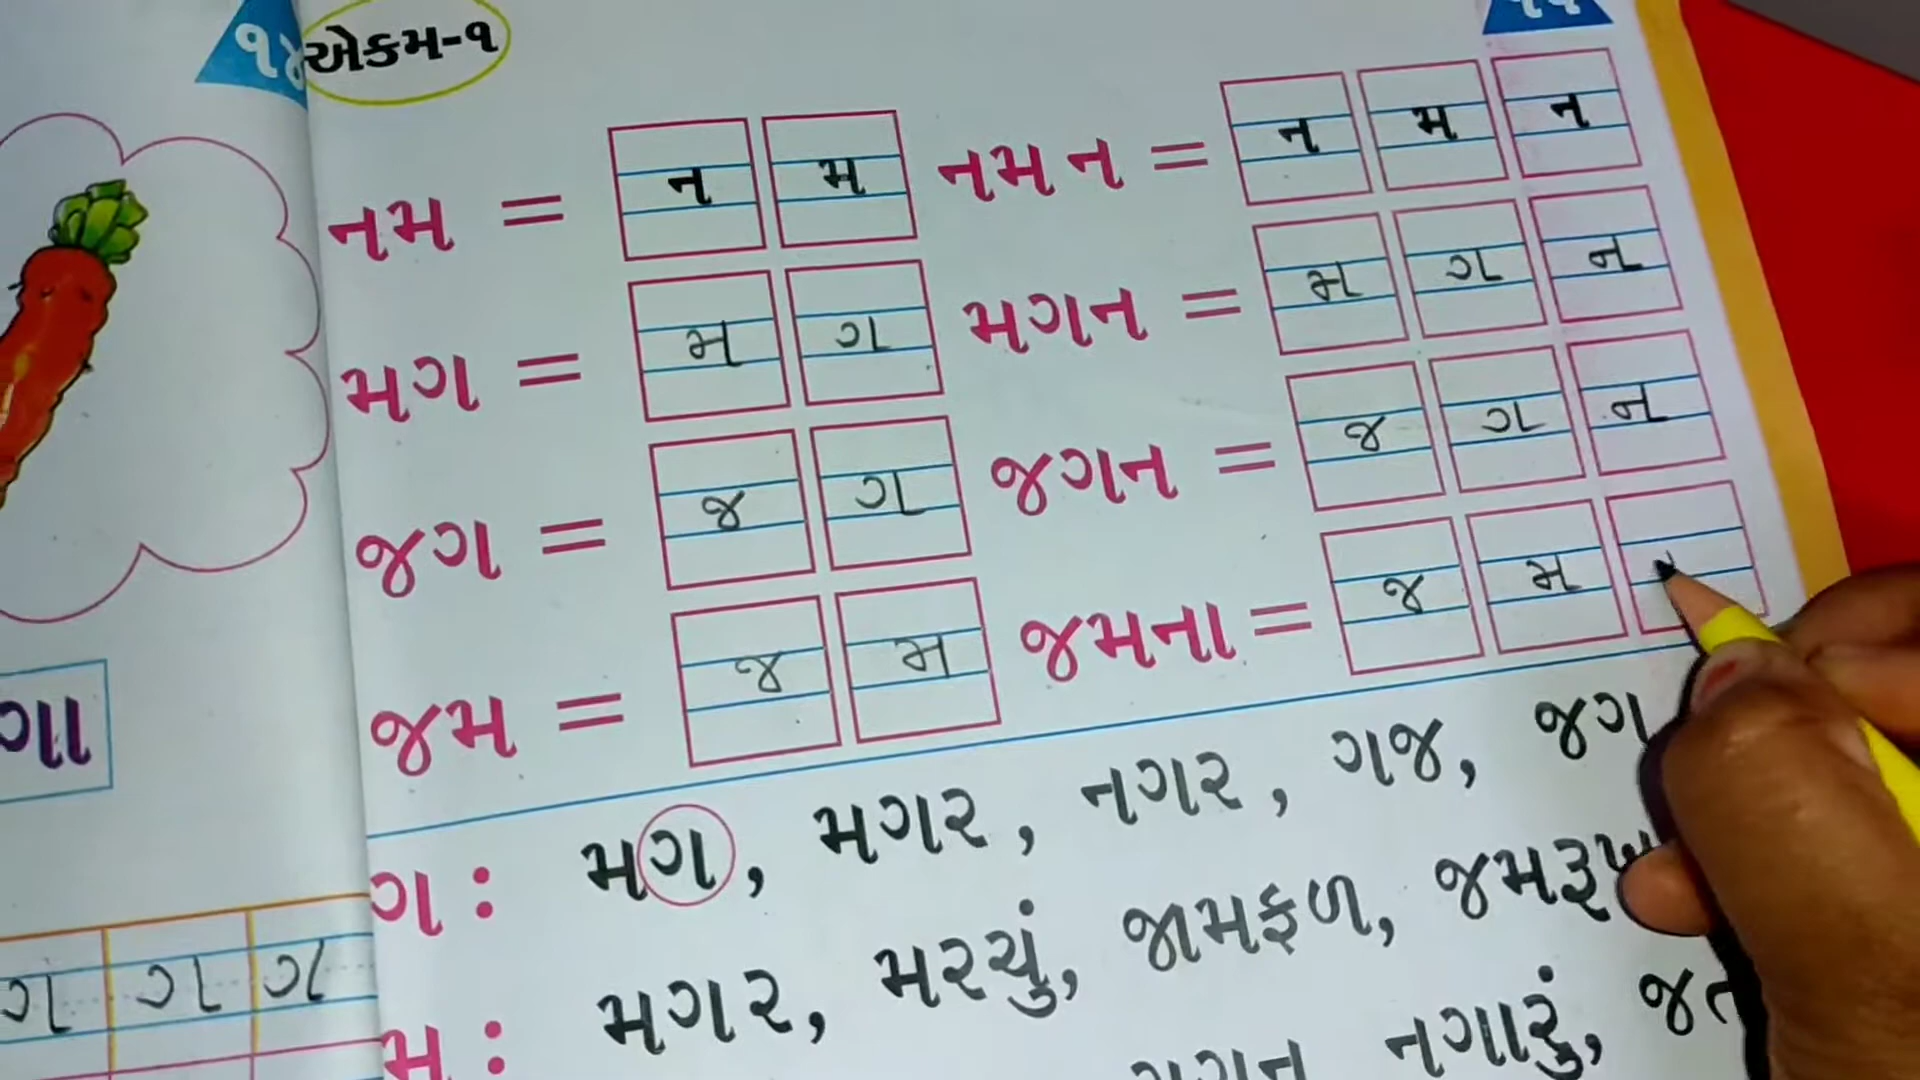 એકમ-૧
નમ = ન મ નમન = ન મ ન
મગ = મ ગ મગન = મ ગ ન
જગ = જ ગ જગન = જ ગ ન
જમ = જ મ જમના = જ મ
ગ : મગ, મગર, નગર, ગજ, જગ
મ : મગર, મરચું, જામફળ, જમરૂખ
ગગન નગારું,
ગા
ગ ગ ગ